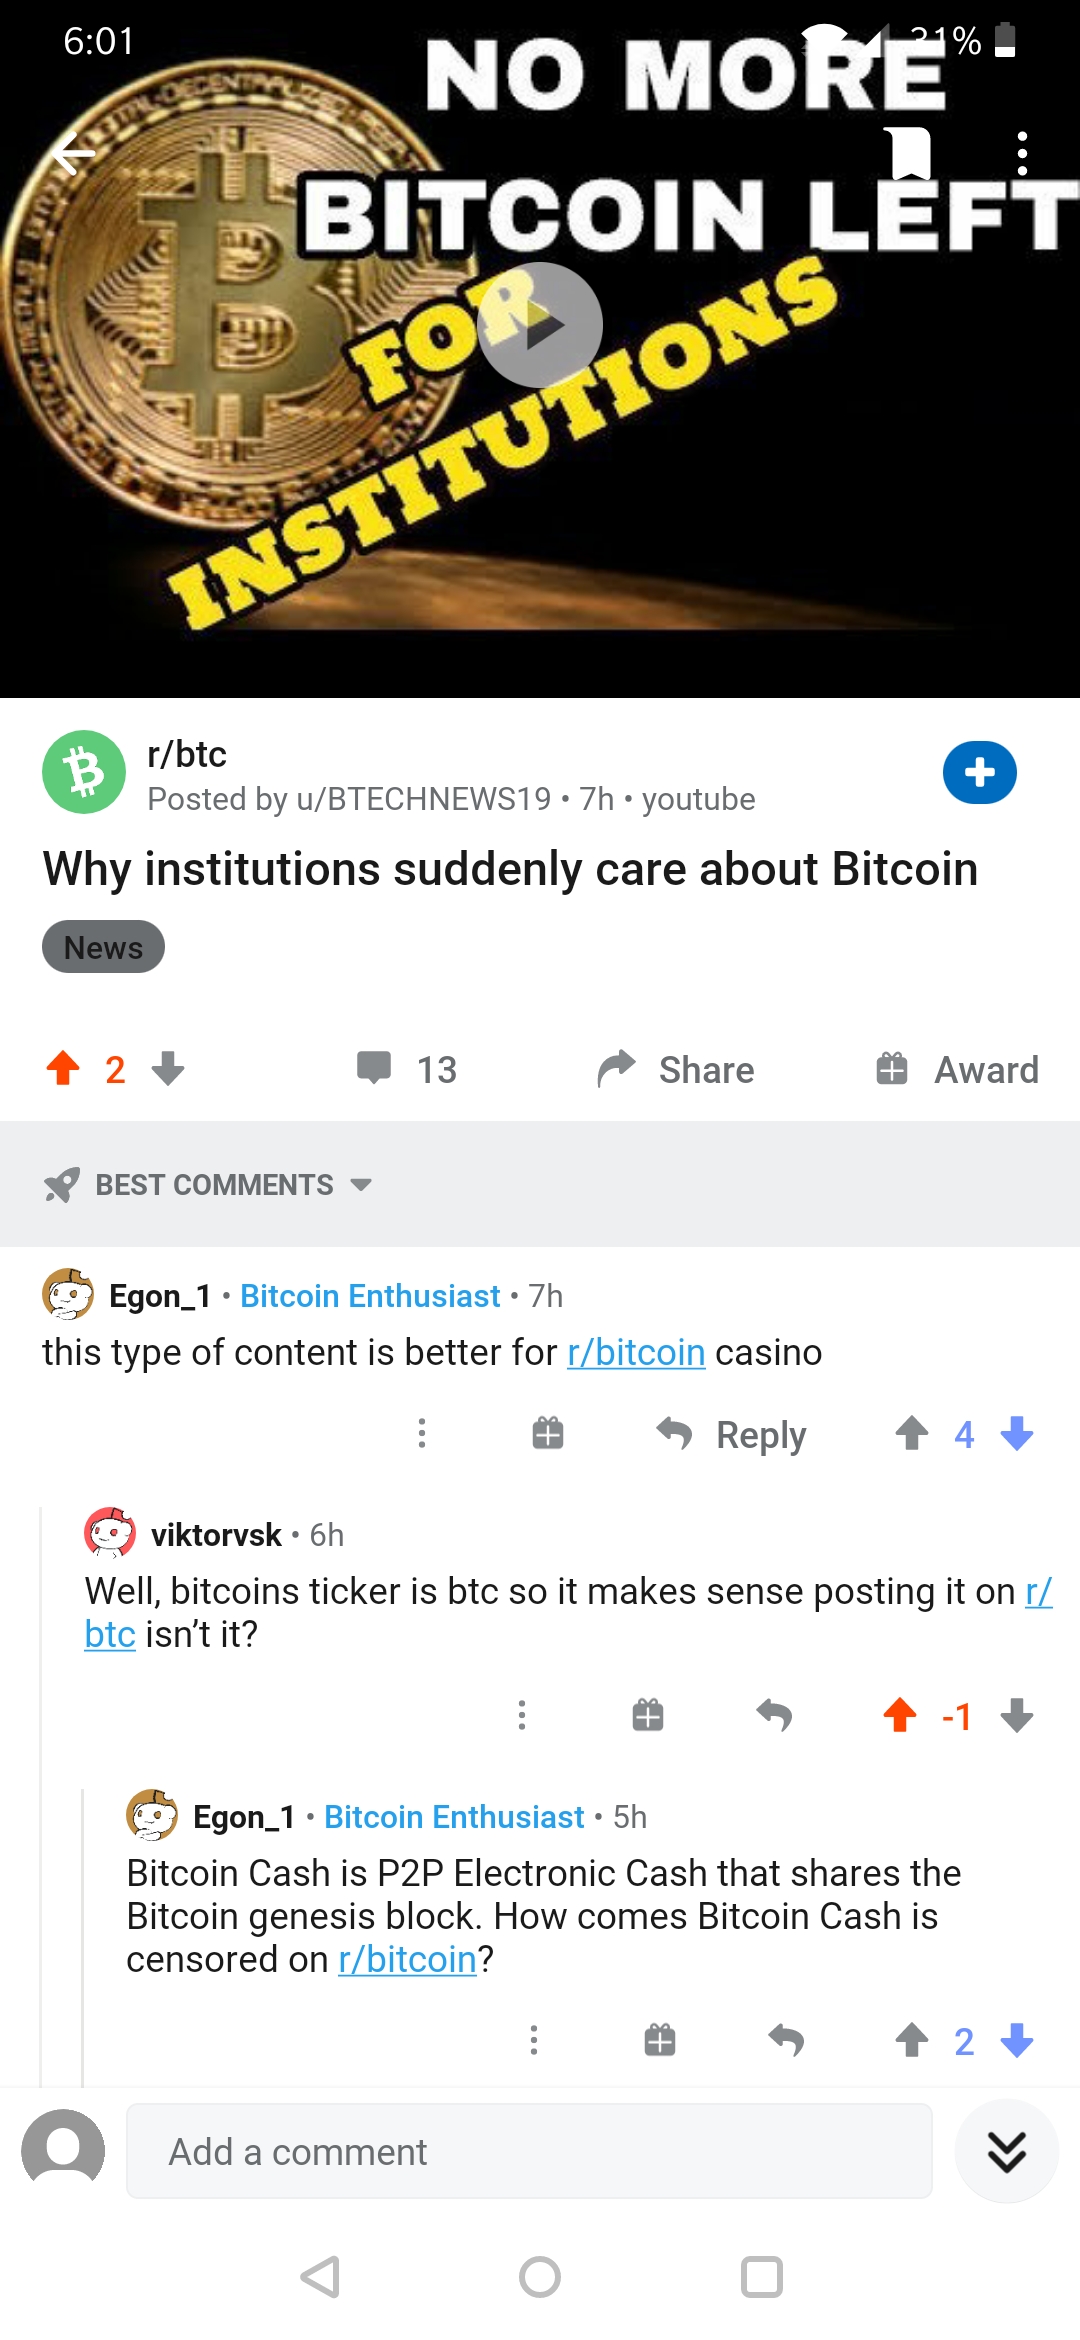 6:01
31%
NO MORE
BITCOIN LEFT
FOR
INSTITUTIONS
r/btc
Posted by u/BTECHNEWS19 • 7h • youtube
Why institutions suddenly care about Bitcoin
News
2
13
Share
Award
BEST COMMENTS
Egon_1 • Bitcoin Enthusiast • 7h
this type of content is better for r/bitcoin casino
Reply
4
viktorvsk • 6h
Well, bitcoins ticker is btc so it makes sense posting it on r/
btc isn’t it?
-1
Egon_1 • Bitcoin Enthusiast • 5h
Bitcoin Cash is P2P Electronic Cash that shares the
Bitcoin genesis block. How comes Bitcoin Cash is
censored on r/bitcoin?
2
Add a comment